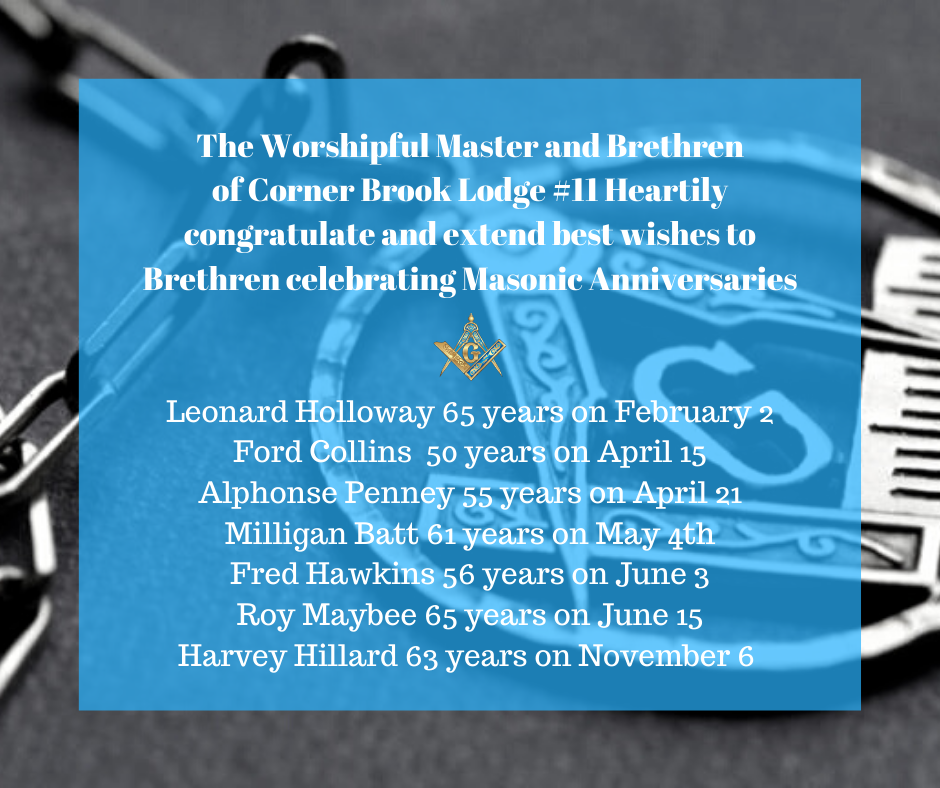 The Worshipful Master and Brethren
of Corner Brook Lodge #11 Heartily
congratulate and extend best wishes to
Brethren celebrating Masonic Anniversaries
G
Leonard Holloway 65 years on February 2
Ford Collins 50 years on April 15
Alphonse Penney 55 years on April 21
Milligan Batt 61 years on May 4th
Fred Hawkins 56 years on June 3
Roy Maybee 65 years on June 15
Harvey Hillard 63 years on November 6